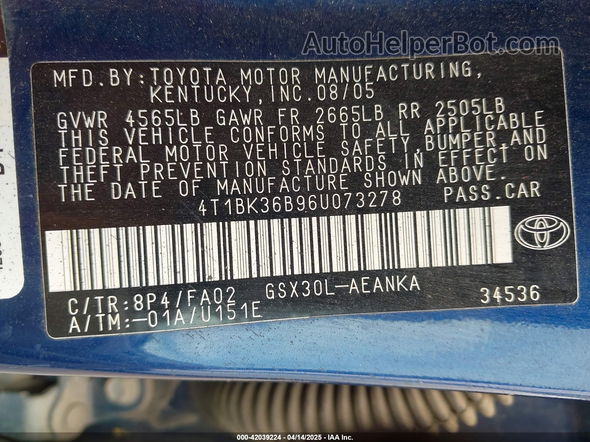 AutoHelperBot.com
MFD.BY:TOYOTA MOTOR MANUFACTURING,
KENTUCKY,INC.08/05
GVWR 4565LB GAWR FR 2665LB RR 2505LB
THIS VEHICLE CONFORMS TO ALL APPLICABLE
FEDERAL MOTOR VEHICLE SAFETY,BUMPER,AND
THEFT PREVENTION STANDARDS IN EFFECT ON
THE DATE OF MANUFACTURE SHOWN ABOVE.
4T1BK36B96U073278 PASS.CAR
C/TR:8P4/FA02 GSX30L-AEANKA 34536
A/TM:-01A/U151E
000-42039224 - 04/14/2025 - IAA Inc.